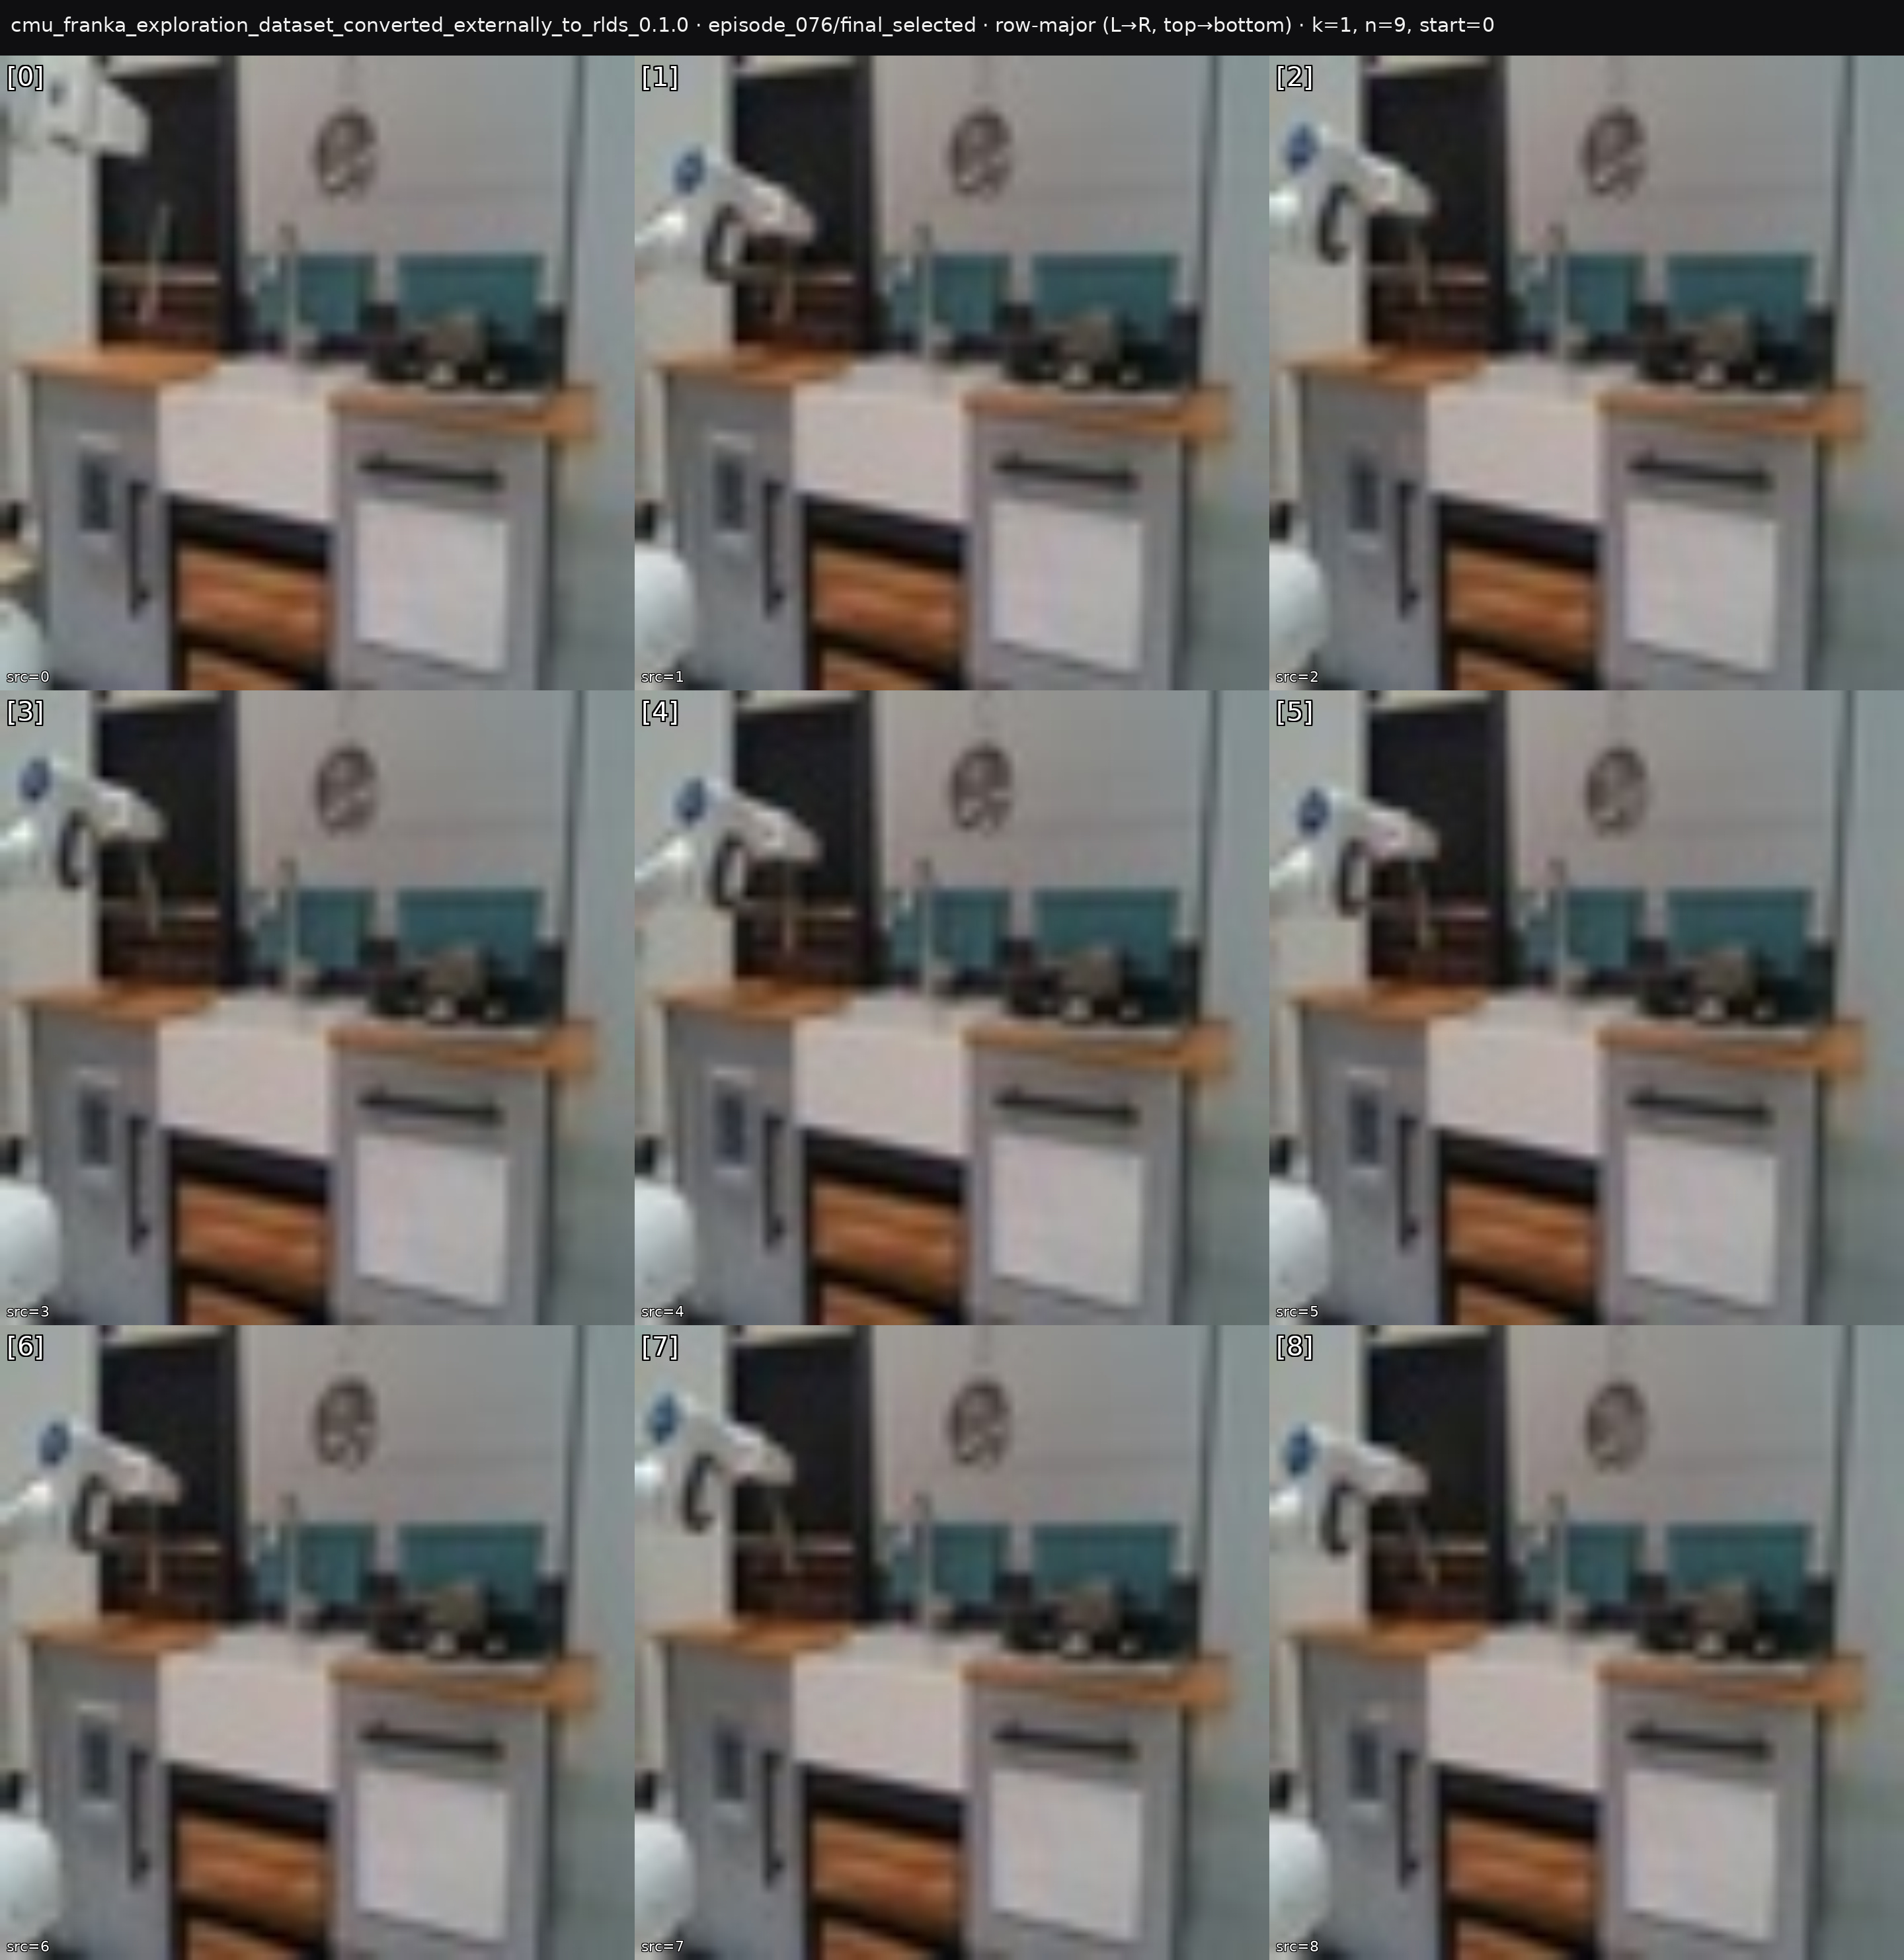 cmu_franka_exploration_dataset_converted_externally_to_rlds_0.1.0 · episode_076/final_selected · row-major (L→R, top→bottom) · k=1, n=9, start=0
[0]
[1]
[2]
src=0
src=1
src=2
[3]
[4]
[5]
src=3
src=4
src=5
[6]
[7]
[8]
src=6
src=7
src=8